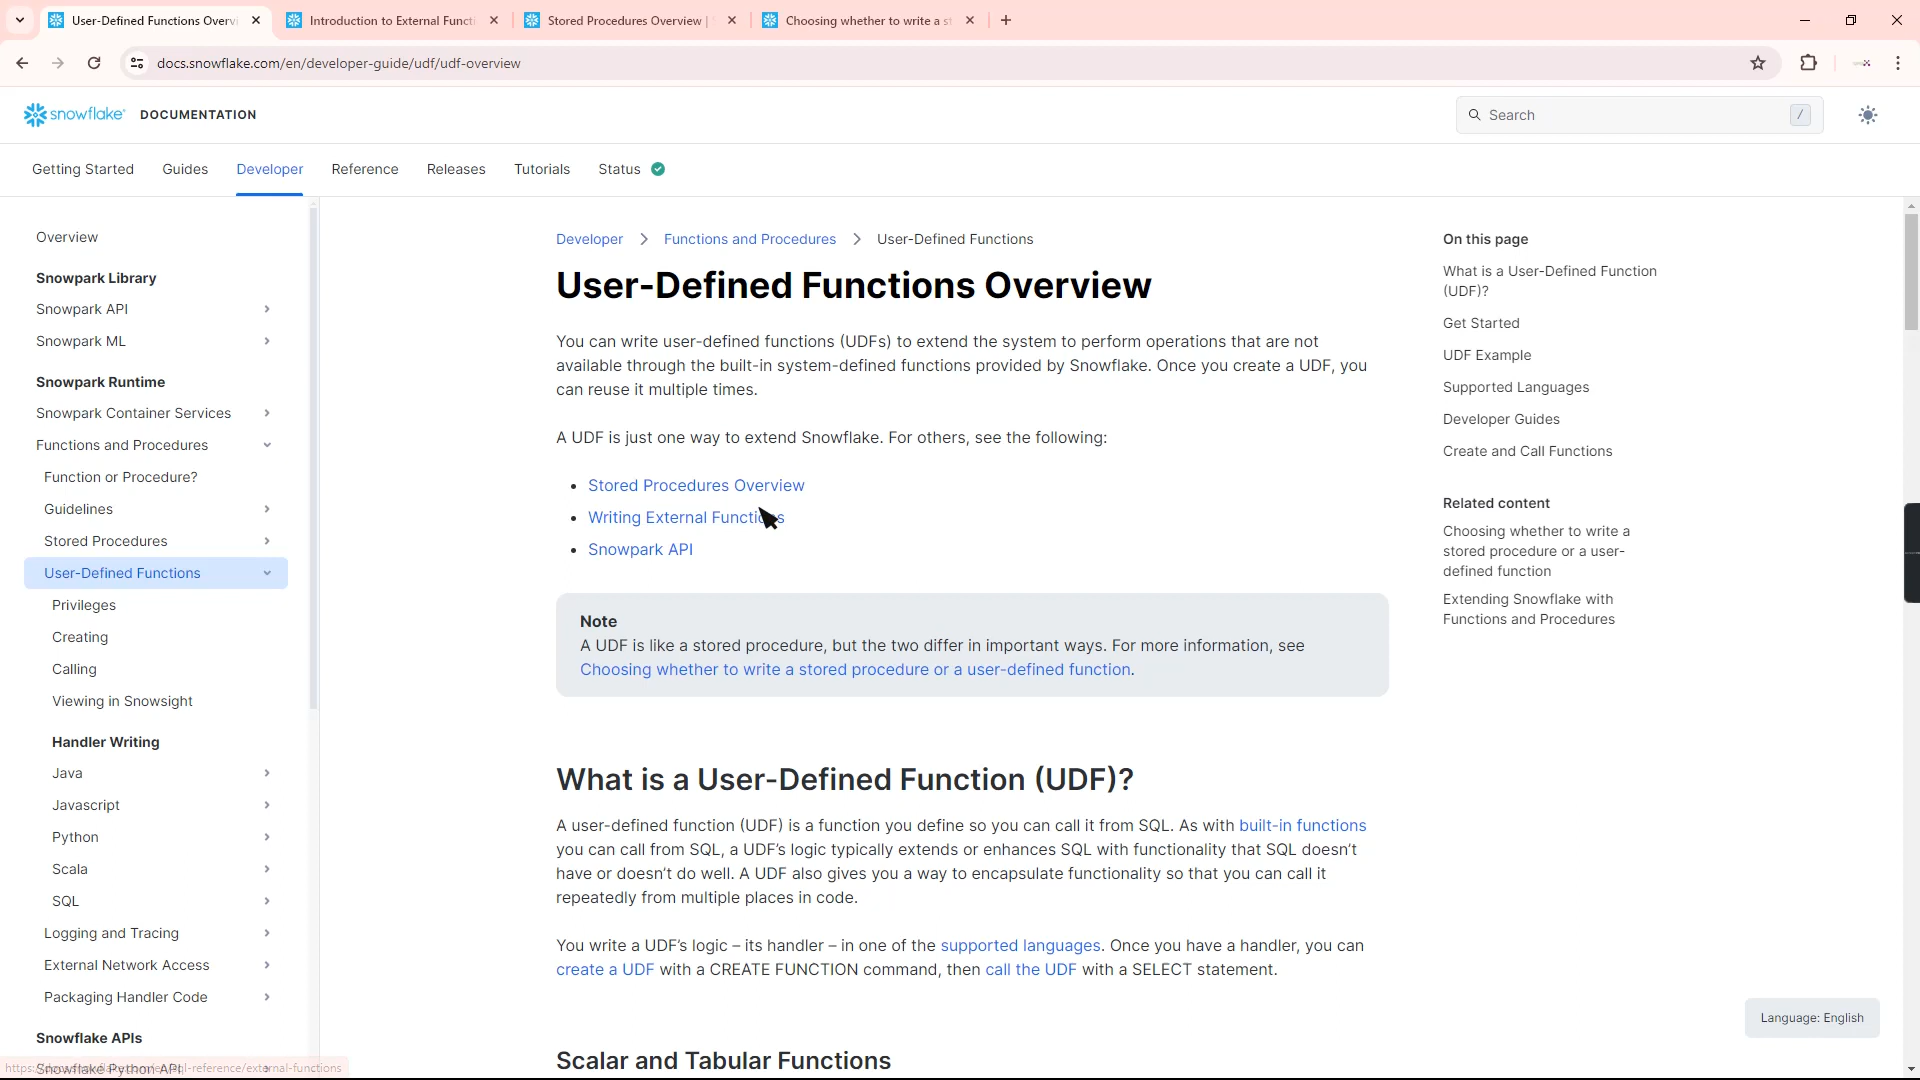 User-Defined Functions Overvi
Introduction to External Functi
Stored Procedures Overview |
Choosing whether to write a st
docs.snowflake.com/en/developer-guide/udf/udf-overview
snowflake DOCUMENTATION
Search /
Getting Started Guides Developer Reference Releases Tutorials Status
Overview
Snowpark Library
Snowpark API
Snowpark ML
Snowpark Runtime
Snowpark Container Services
Functions and Procedures
Function or Procedure?
Guidelines
Stored Procedures
User-Defined Functions
Privileges
Creating
Calling
Viewing in Snowsight
Handler Writing
Java
Javascript
Python
Scala
SQL
Logging and Tracing
External Network Access
Packaging Handler Code
Snowflake APIs
Snowflake Python API
Developer > Functions and Procedures > User-Defined Functions
User-Defined Functions Overview
You can write user-defined functions (UDFs) to extend the system to perform operations that are not
available through the built-in system-defined functions provided by Snowflake. Once you create a UDF, you
can reuse it multiple times.
A UDF is just one way to extend Snowflake. For others, see the following:
• Stored Procedures Overview
• Writing External Functions
• Snowpark API
Note
A UDF is like a stored procedure, but the two differ in important ways. For more information, see
Choosing whether to write a stored procedure or a user-defined function.
What is a User-Defined Function (UDF)?
A user-defined function (UDF) is a function you define so you can call it from SQL. As with built-in functions
you can call from SQL, a UDF’s logic typically extends or enhances SQL with functionality that SQL doesn’t
have or doesn’t do well. A UDF also gives you a way to encapsulate functionality so that you can call it
repeatedly from multiple places in code.
You write a UDF’s logic – its handler – in one of the supported languages. Once you have a handler, you can
create a UDF with a CREATE FUNCTION command, then call the UDF with a SELECT statement.
Scalar and Tabular Functions
On this page
What is a User-Defined Function
(UDF)?
Get Started
UDF Example
Supported Languages
Developer Guides
Create and Call Functions
Related content
Choosing whether to write a
stored procedure or a user-
defined function
Extending Snowflake with
Functions and Procedures
Language: English